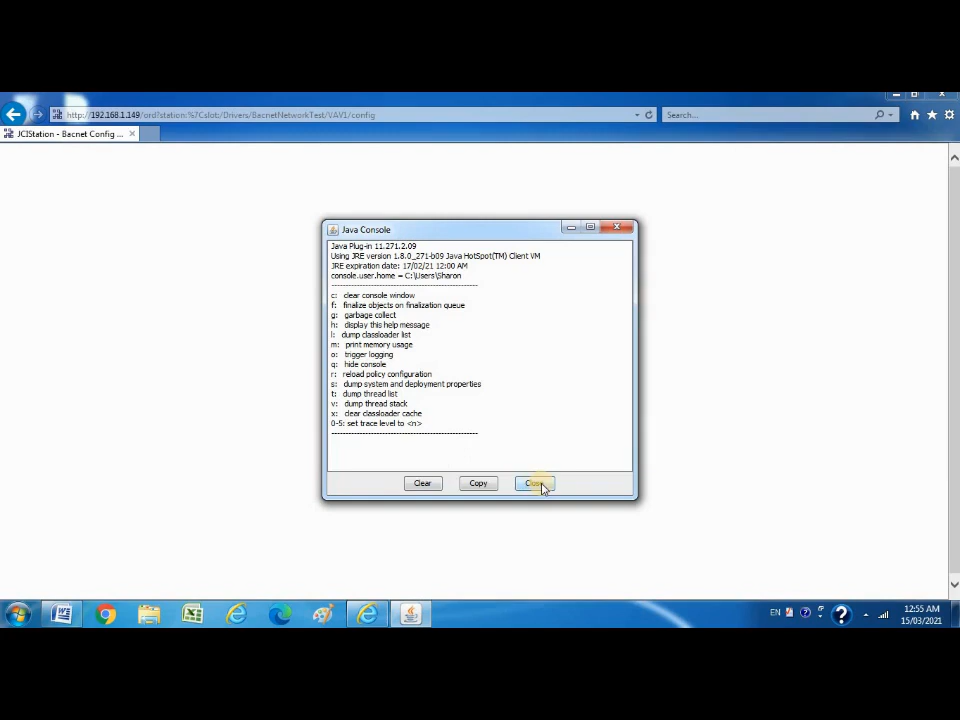 http://192.168.1.149/ord?station:%7Cslot:/Drivers/BacnetNetworkTest/VAV1/config
Search...
JCIStation - Bacnet Config ...
Java Console
Java Plug-in 11.271.2.09
Using JRE version 1.8.0_271-b09 Java HotSpot(TM) Client VM
JRE expiration date: 17/02/21 12:00 AM
console.user.home = C:\Users\Sharon
----------------------------------------------------
c:   clear console window
f:   finalize objects on finalization queue
g:   garbage collect
h:   display this help message
l:   dump classloader list
m:   print memory usage
o:   trigger logging
q:   hide console
r:   reload policy configuration
s:   dump system and deployment properties
t:   dump thread list
v:   dump thread stack
x:   clear classloader cache
0-5: set trace level to <n>
----------------------------------------------------
Clear
Copy
Close
EN
12:55 AM
15/03/2021